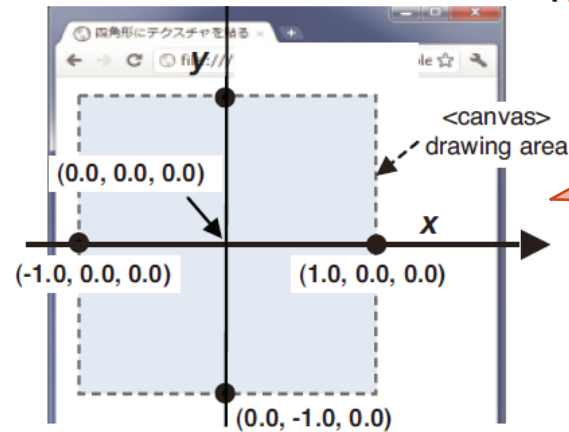 四角形にテクスチャを貼る
file:///
y
<canvas>
drawing area
(0.0, 0.0, 0.0)
x
(-1.0, 0.0, 0.0)
(1.0, 0.0, 0.0)
(0.0, -1.0, 0.0)